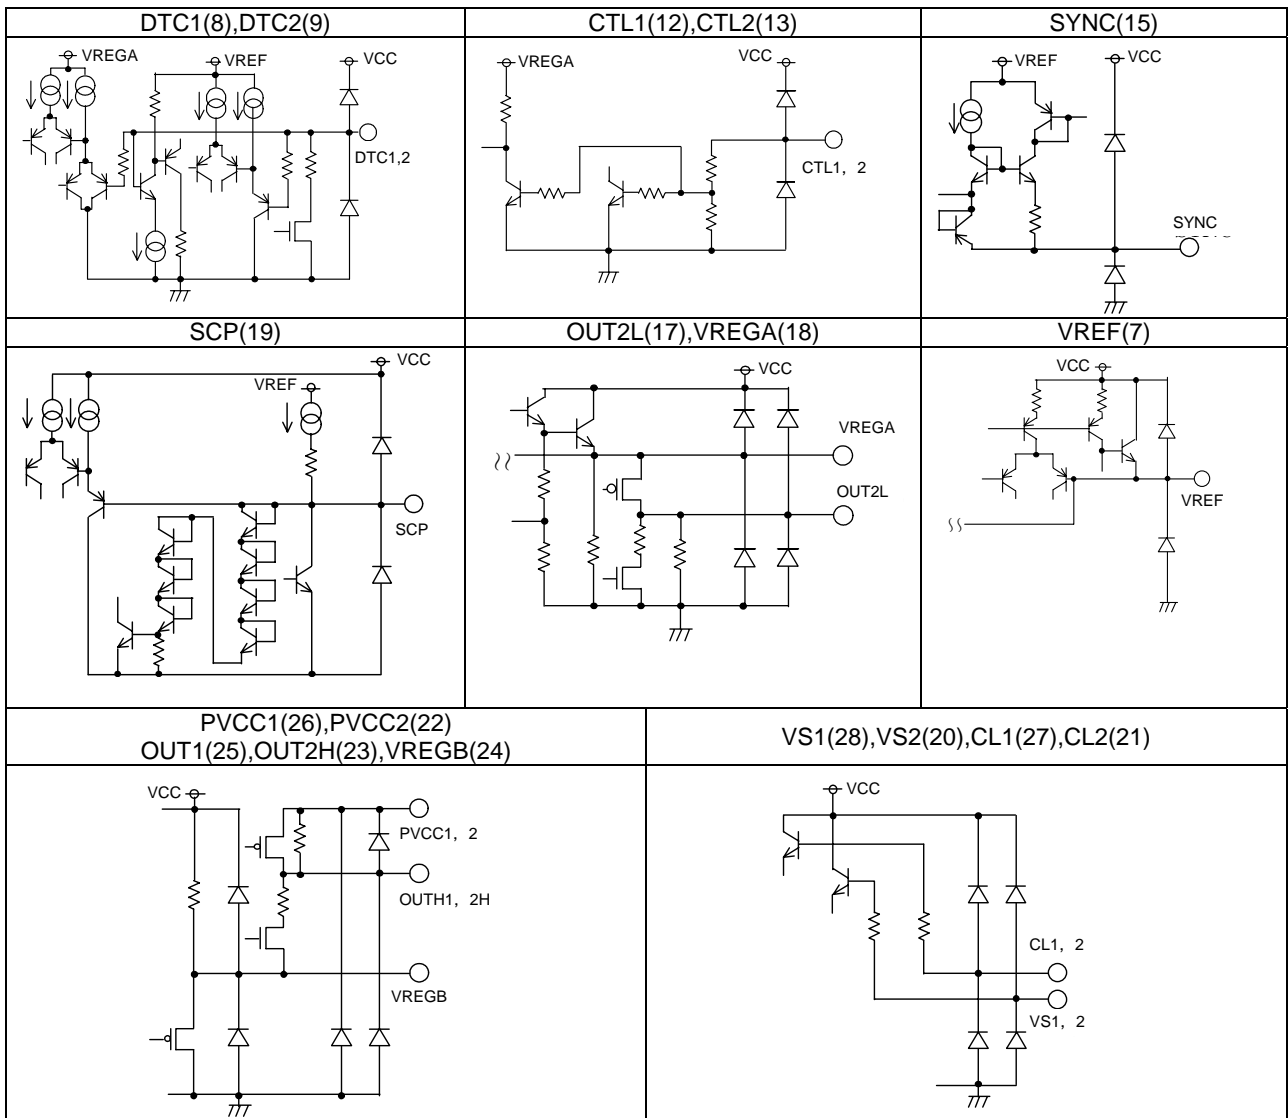 DTC1(8),DTC2(9)
CTL1(12),CTL2(13)
SYNC(15)
VREGA
VREF
VCC
DTC1,2
VREGA
VCC
CTL1, 2
VREF
VCC
SYNC
SCP(19)
OUT2L(17),VREGA(18)
VREF(7)
VCC
VREF
SCP
VCC
VREGA
OUT2L
VCC
VREF
PVCC1(26),PVCC2(22)
OUT1(25),OUT2H(23),VREGB(24)
VS1(28),VS2(20),CL1(27),CL2(21)
VCC
PVCC1, 2
OUTH1, 2H
VREGB
VCC
CL1, 2
VS1, 2